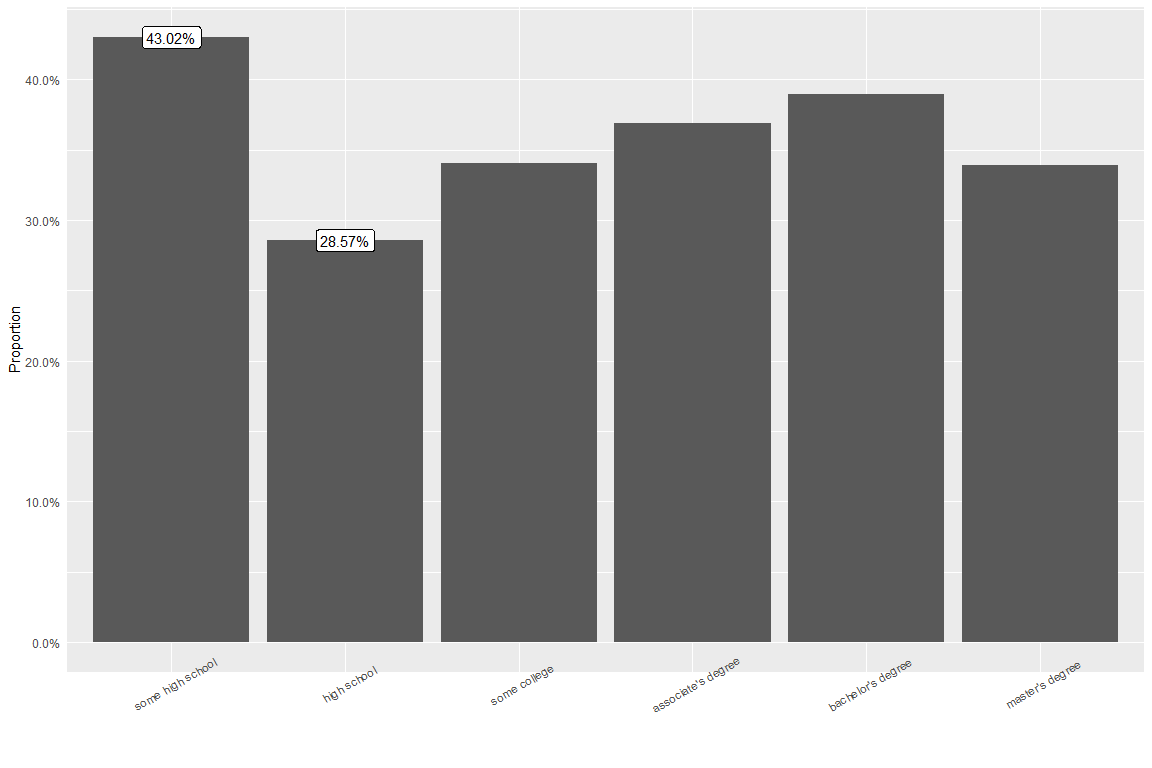 43.02%
28.57%
40.0%
30.0%
20.0%
10.0%
0.0%
Proportion
some high school
high school
some college
associate's degree
bachelor's degree
master's degree